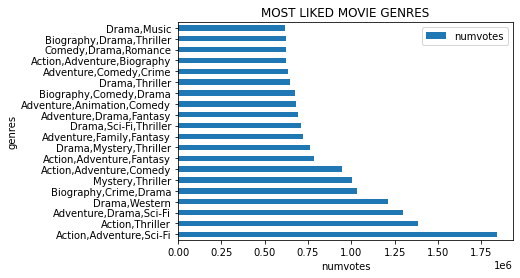 MOST LIKED MOVIE GENRES
numvotes
Drama,Music
Biography,Drama,Thriller
Comedy,Drama,Romance
Action,Adventure,Biography
Adventure,Comedy,Crime
Drama,Thriller
Biography,Comedy,Drama
Adventure,Animation,Comedy
Adventure,Drama,Fantasy
Drama,Sci-Fi,Thriller
Adventure,Family,Fantasy
Drama,Mystery,Thriller
Action,Adventure,Fantasy
Action,Adventure,Comedy
Mystery,Thriller
Biography,Crime,Drama
Drama,Western
Adventure,Drama,Sci-Fi
Action,Thriller
Action,Adventure,Sci-Fi
genres
0.00 0.25 0.50 0.75 1.00 1.25 1.50 1.75
1e6
numvotes